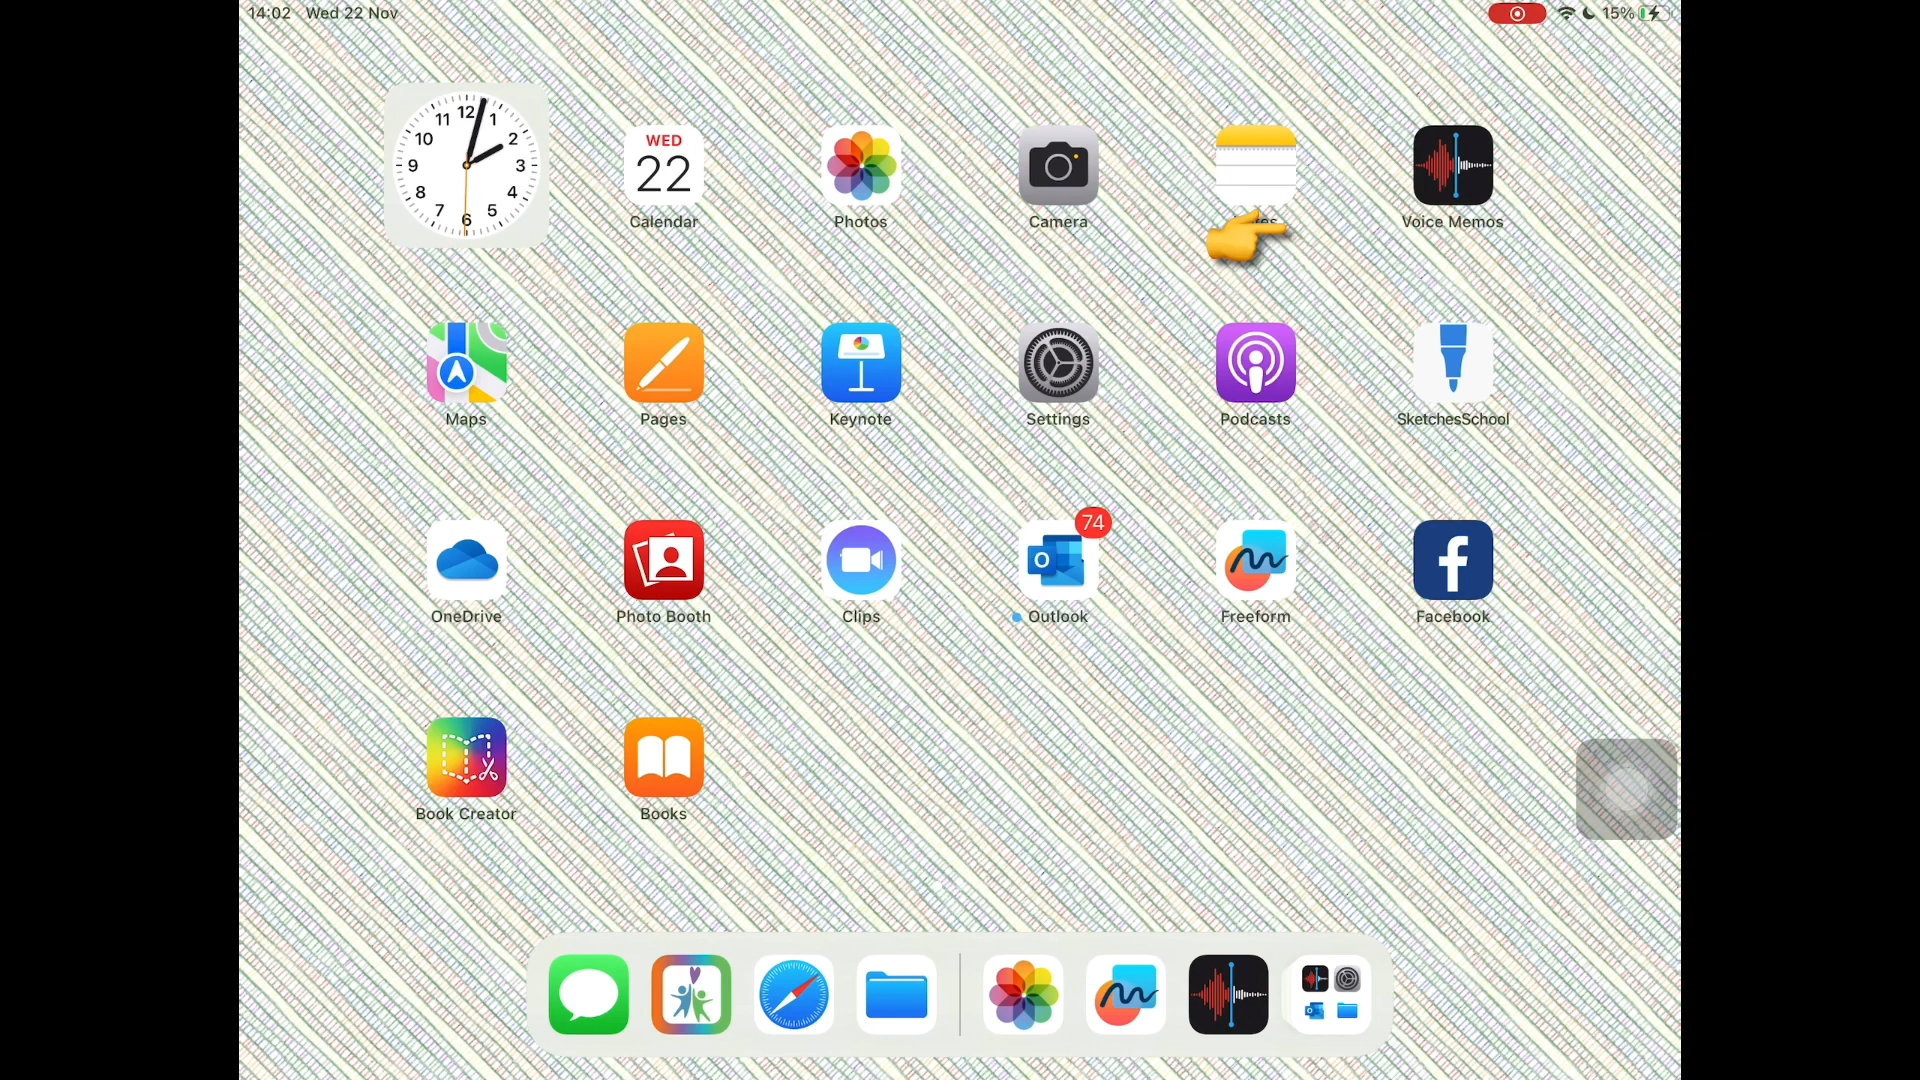 14:02 Wed 22 Nov
15%
12
11 1
10 2
9 3
8 4
7 5
6
WED
22
Calendar
Photos
Camera
Voice Memos
Maps
Pages
Keynote
Settings
Podcasts
SketchesSchool
74
OneDrive
Photo Booth
Clips
Outlook
Freeform
Facebook
Book Creator
Books